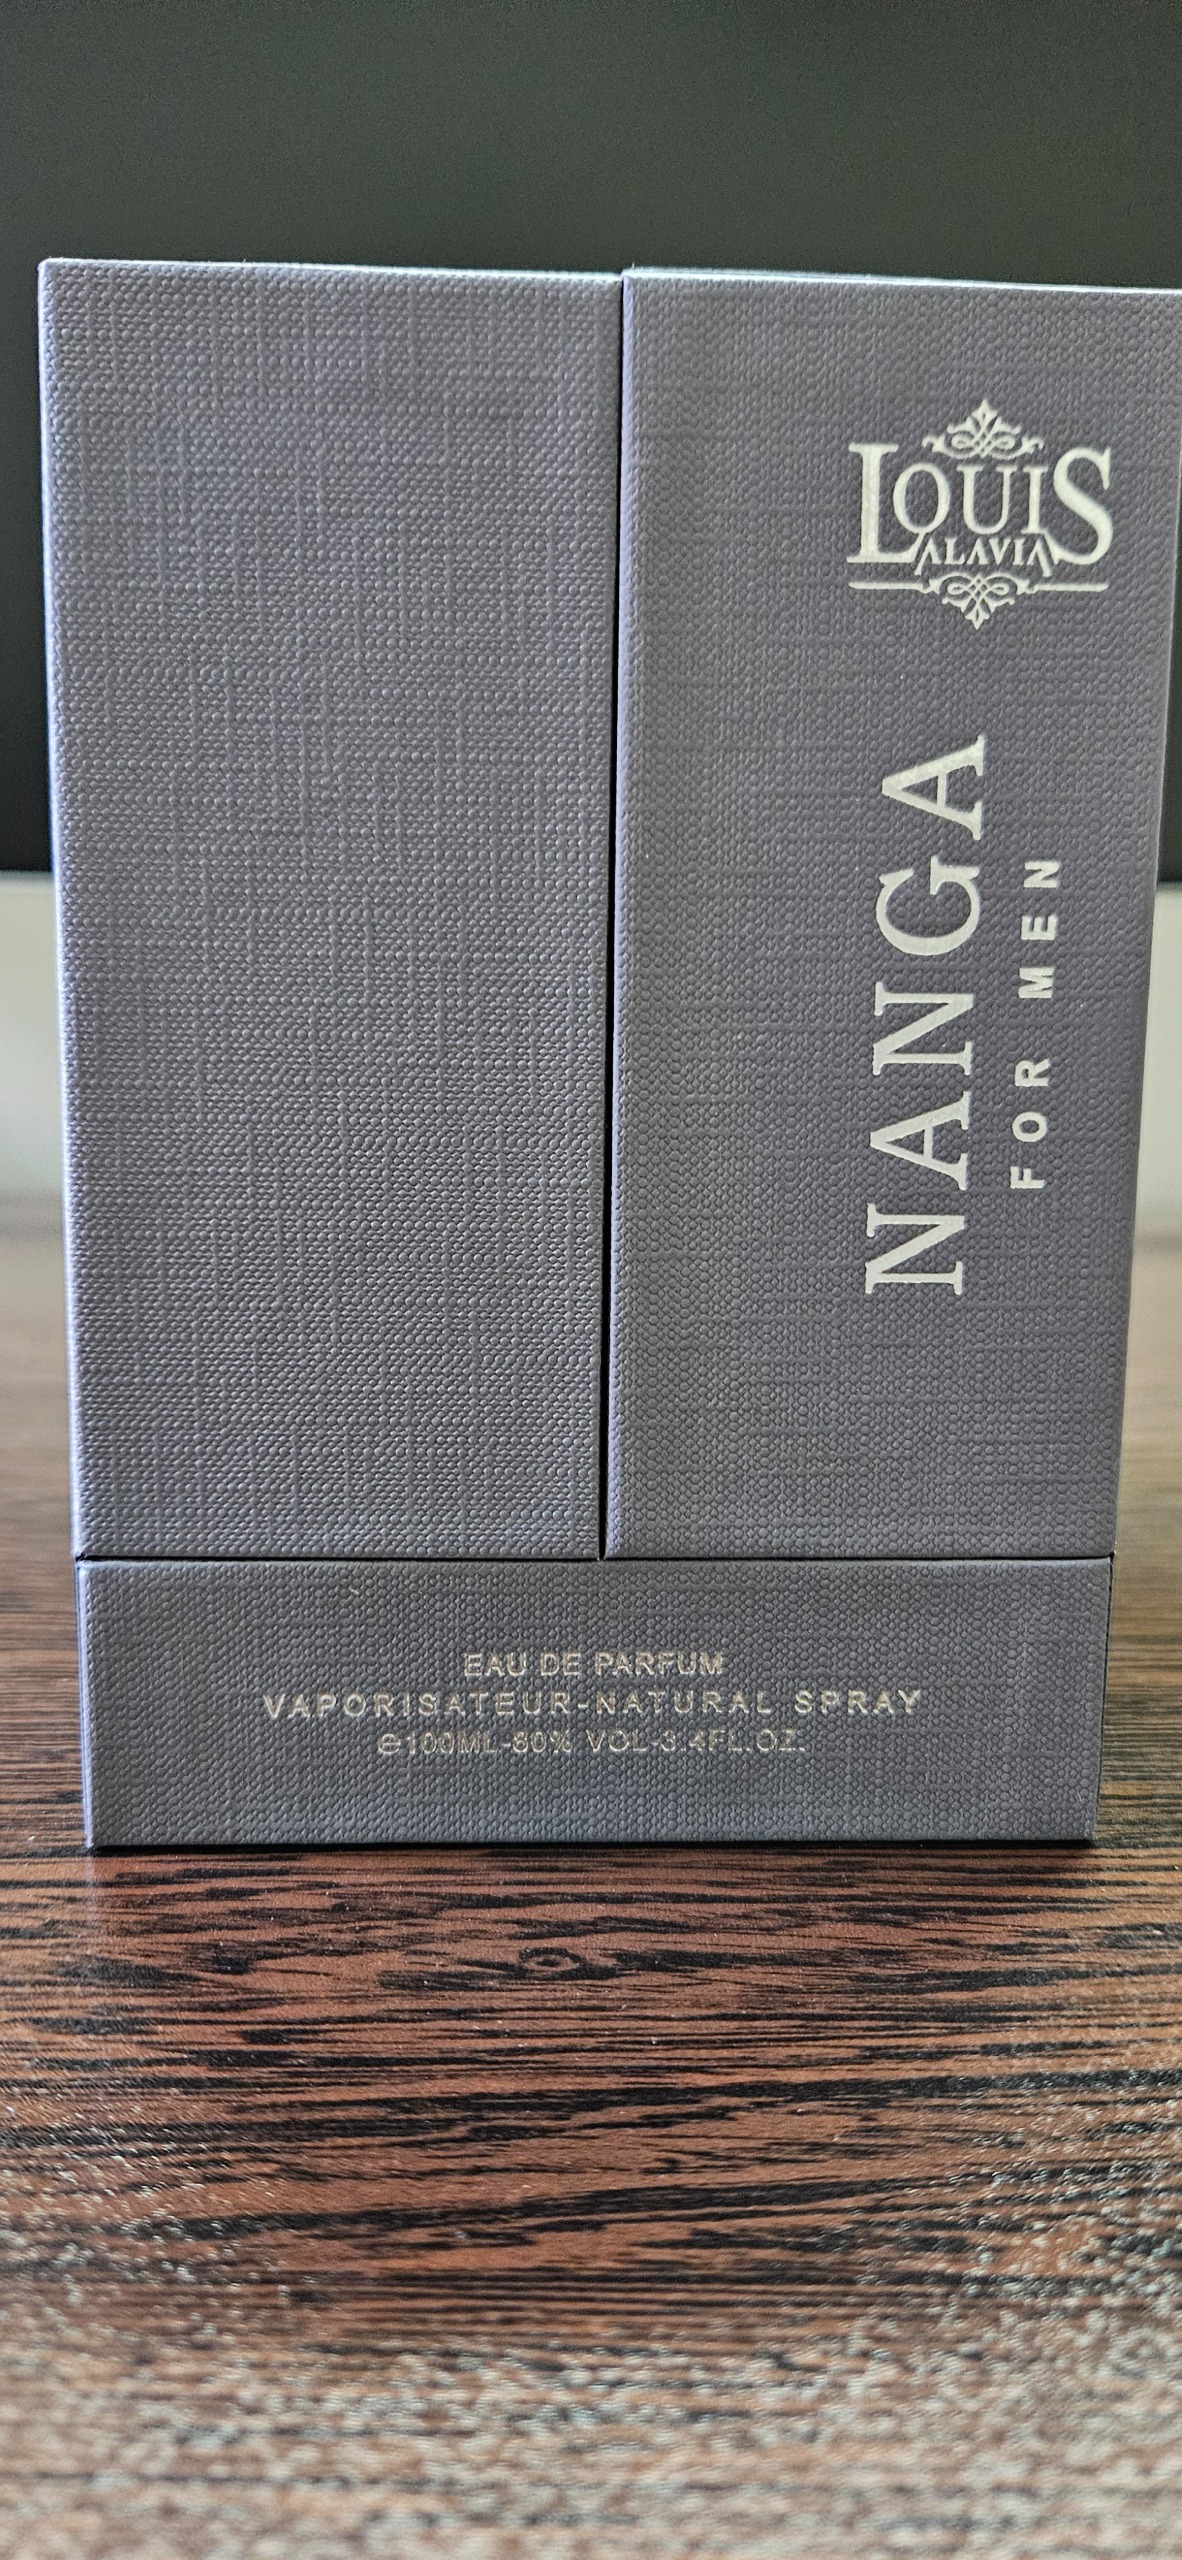 LOUIS
ALAVIA
NANGA
FOR MEN
EAU DE PARFUM
VAPORISATEUR-NATURAL SPRAY
℮100ML-80% VOL-3.4FL.OZ.